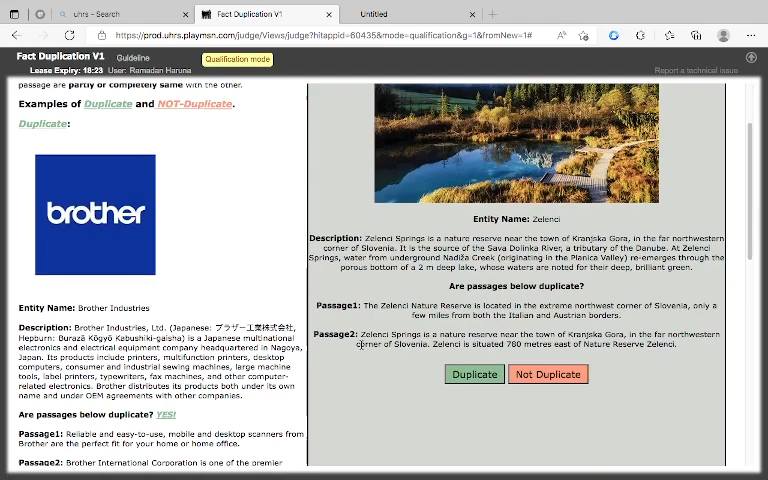 uhrs - Search
Fact Duplication V1
Untitled
https://prod.uhrs.playmsn.com/judge/Views/judge?hitappid=60435&mode=qualification&g=1&fromNew=1#
Fact Duplication V1
Guideline
Qualification mode
Lease Expiry: 18:23 User: Ramadan Haruna
Report a technical issue
passage are partly or completely same with the other.
Examples of Duplicate and NOT-Duplicate.
Duplicate:
brother
Entity Name: Brother Industries
Description: Brother Industries, Ltd. (Japanese: ブラザー工業株式会社,
Hepburn: Burazā Kōgyō Kabushiki-gaisha) is a Japanese multinational
electronics and electrical equipment company headquartered in Nagoya,
Japan. Its products include printers, multifunction printers, desktop
computers, consumer and industrial sewing machines, large machine
tools, label printers, typewriters, fax machines, and other computer-
related electronics. Brother distributes its products both under its own
name and under OEM agreements with other companies.
Are passages below duplicate? YES!
Passage1: Reliable and easy-to-use, mobile and desktop scanners from
Brother are the perfect fit for your home or home office.
Passage2: Brother International Corporation is one of the premier
Entity Name: Zelenci
Description: Zelenci Springs is a nature reserve near the town of Kranjska Gora, in the far northwestern
corner of Slovenia. It is the source of the Sava Dolinka River, a tributary of the Danube. At Zelenci
Springs, water from underground Nadiža Creek (originating in the Planica Valley) re-emerges through the
porous bottom of a 2 m deep lake, whose waters are noted for their deep, brilliant green.
Are passages below duplicate?
Passage1: The Zelenci Nature Reserve is located in the extreme northwest corner of Slovenia, only a
few miles from both the Italian and Austrian borders.
Passage2: Zelenci Springs is a nature reserve near the town of Kranjska Gora, in the far northwestern
corner of Slovenia. Zelenci is situated 780 metres east of Nature Reserve Zelenci.
Duplicate
Not Duplicate